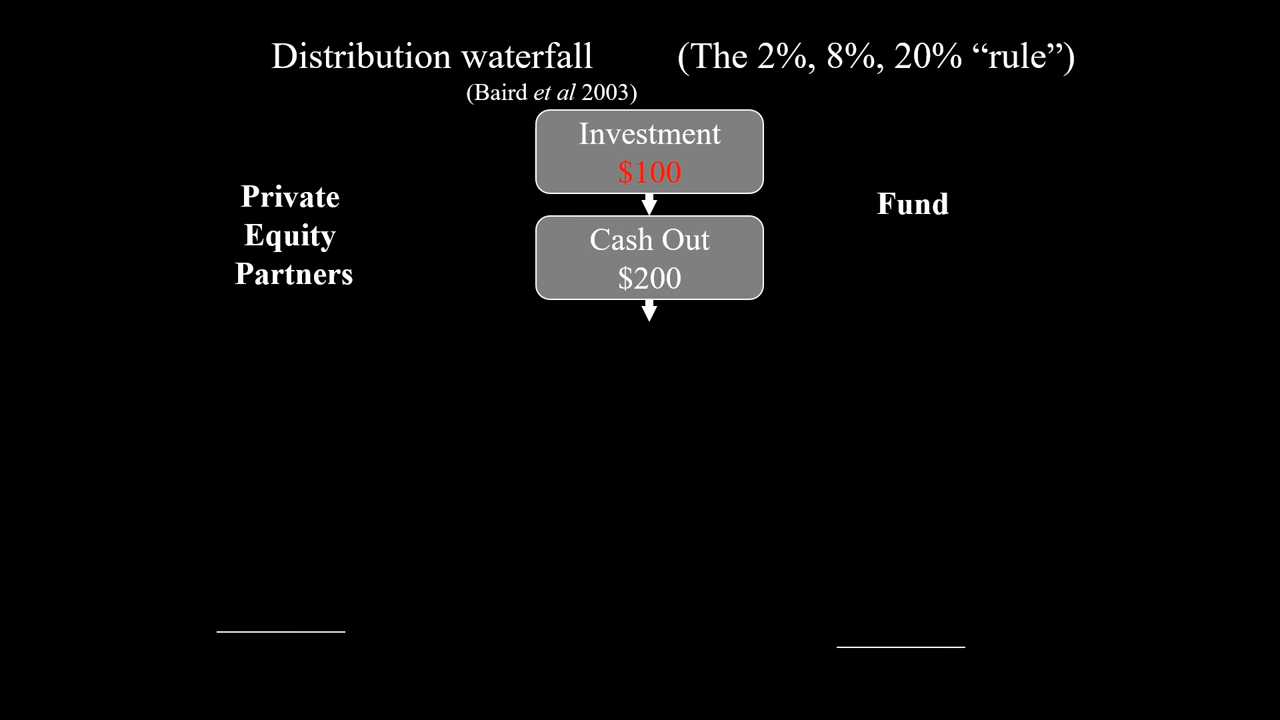 Distribution waterfall (The 2%, 8%, 20% “rule”)
(Baird et al 2003)
Investment
$100
Private
Equity
Partners
Fund
Cash Out
$200